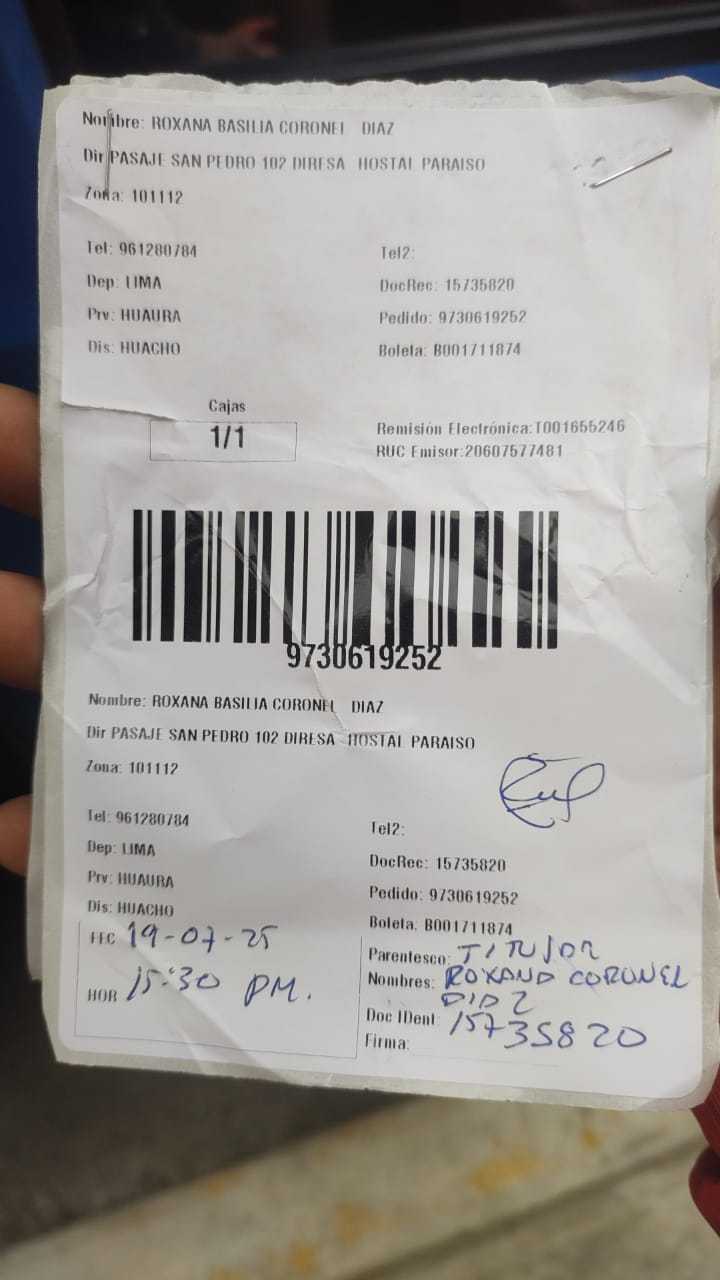 Nombre: ROXANA BASILIA CORONEL DIAZ
Dir PASAJE SAN PEDRO 102 DIRESA HOSTAL PARAISO
Zona: 101112
Tel: 961280784 Tel2:
Dep: LIMA DocRec: 15735820
Prv: HUAURA Pedido: 9730619252
Dis: HUACHO Boleta: B001711874
Cajas
1/1
Remisión Electrónica:T001655246
RUC Emisor:20607577481
9730619252
Nombre: ROXANA BASILIA CORONEL DIAZ
Dir PASAJE SAN PEDRO 102 DIRESA HOSTAL PARAISO
Zona: 101112
Tel: 961280784 Tel2:
Dep: LIMA DocRec: 15735820
Prv: HUAURA Pedido: 9730619252
Dis: HUACHO Boleta: B001711874
FEC 19-07-25
HOR 15:30 PM.
Parentesco: TITULAR
Nombres: ROXANA CORONEL
DIAZ
Doc IDent: 15735820
Firma: